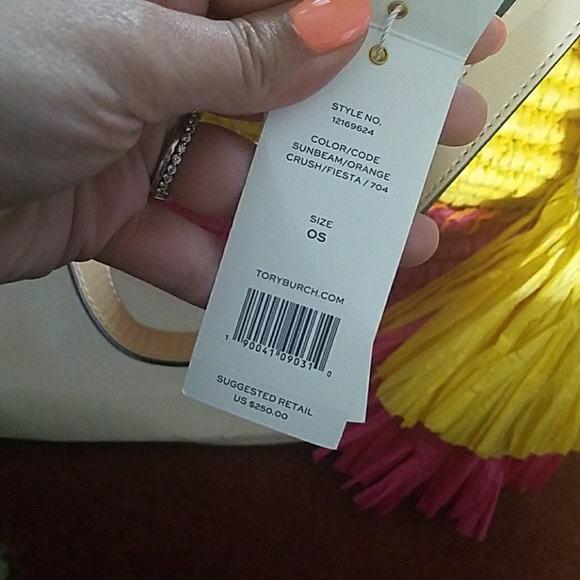 STYLE NO.
12169624
COLOR/CODE
SUNBEAM/ORANGE
CRUSH/FIESTA / 704
SIZE
OS
TORYBURCH.COM
1 90041 09031 0
SUGGESTED RETAIL
US $250.00